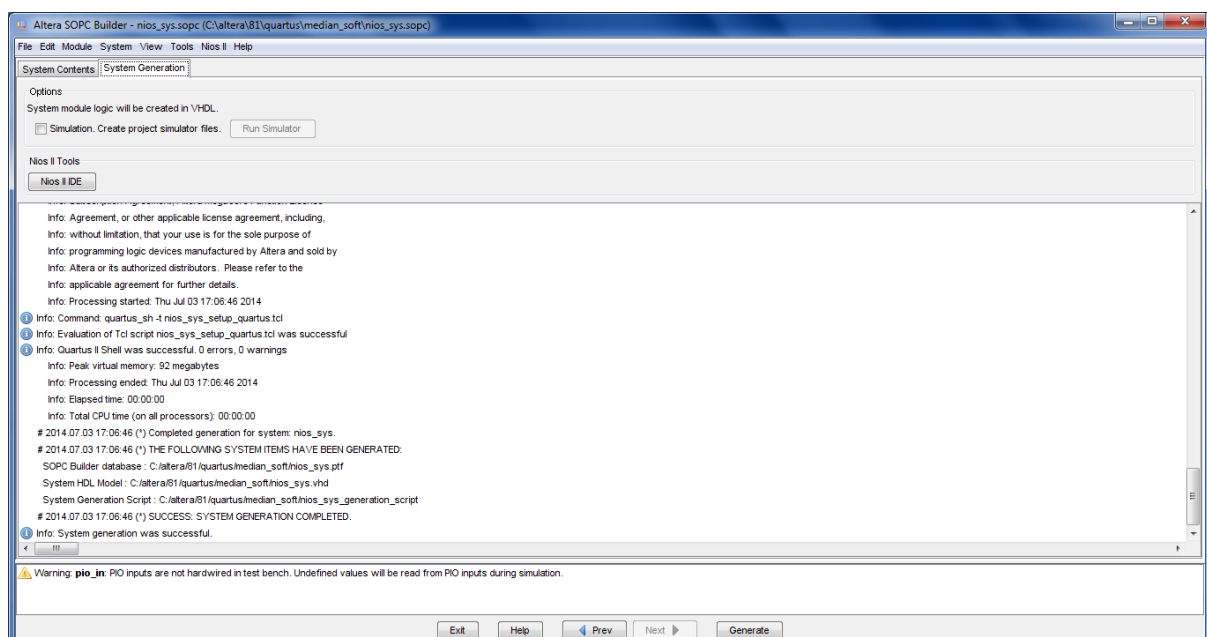 Altera SOPC Builder - nios_sys.sopc (C:\altera\81\quartus\median_soft\nios_sys.sopc)
File Edit Module System View Tools Nios II Help
System Contents System Generation
Options
System module logic will be created in VHDL.
Simulation. Create project simulator files. Run Simulator
Nios II Tools
Nios II IDE
Info: Agreement, or other applicable license agreement, including,
Info: without limitation, that your use is for the sole purpose of
Info: programming logic devices manufactured by Altera and sold by
Info: Altera or its authorized distributors. Please refer to the
Info: applicable agreement for further details.
Info: Processing started: Thu Jul 03 17:06:46 2014
Info: Command: quartus_sh -t nios_sys_setup_quartus.tcl
Info: Evaluation of Tcl script nios_sys_setup_quartus.tcl was successful
Info: Quartus II Shell was successful. 0 errors, 0 warnings
Info: Peak virtual memory: 92 megabytes
Info: Processing ended: Thu Jul 03 17:06:46 2014
Info: Elapsed time: 00:00:00
Info: Total CPU time (on all processors): 00:00:00
# 2014.07.03 17:06:46 (*) Completed generation for system: nios_sys.
# 2014.07.03 17:06:46 (*) THE FOLLOWING SYSTEM ITEMS HAVE BEEN GENERATED:
SOPC Builder database : C:/altera/81/quartus/median_soft/nios_sys.ptf
System HDL Model : C:/altera/81/quartus/median_soft/nios_sys.vhd
System Generation Script : C:/altera/81/quartus/median_soft/nios_sys_generation_script
# 2014.07.03 17:06:46 (*) SUCCESS: SYSTEM GENERATION COMPLETED.
Info: System generation was successful.
Warning: pio_in: PIO inputs are not hardwired in test bench. Undefined values will be read from PIO inputs during simulation.
Exit Help Prev Next Generate